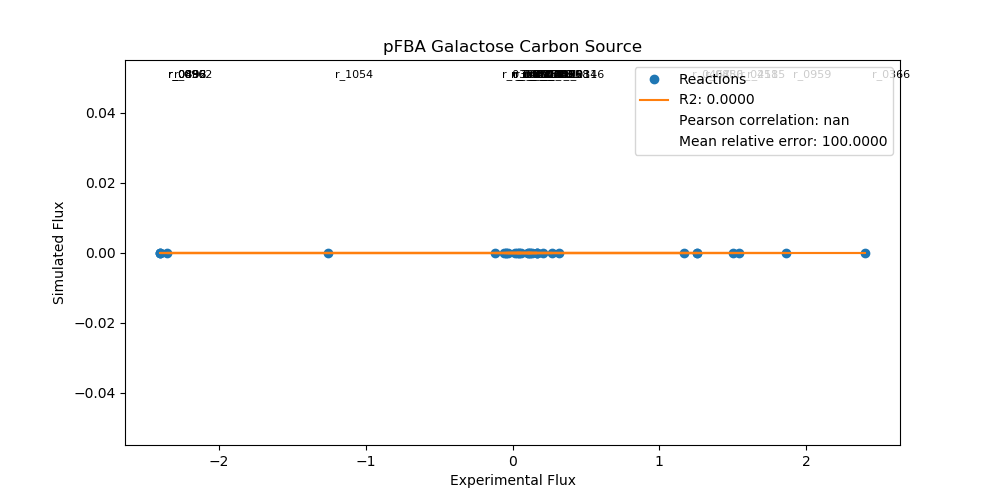 pFBA Galactose Carbon Source
r_1054
r_0959
r_0366
Reactions
R2: 0.0000
Pearson correlation: nan
Mean relative error: 100.0000
0.04
0.02
0.00
−0.02
−0.04
Simulated Flux
−2
−1
0
1
2
Experimental Flux